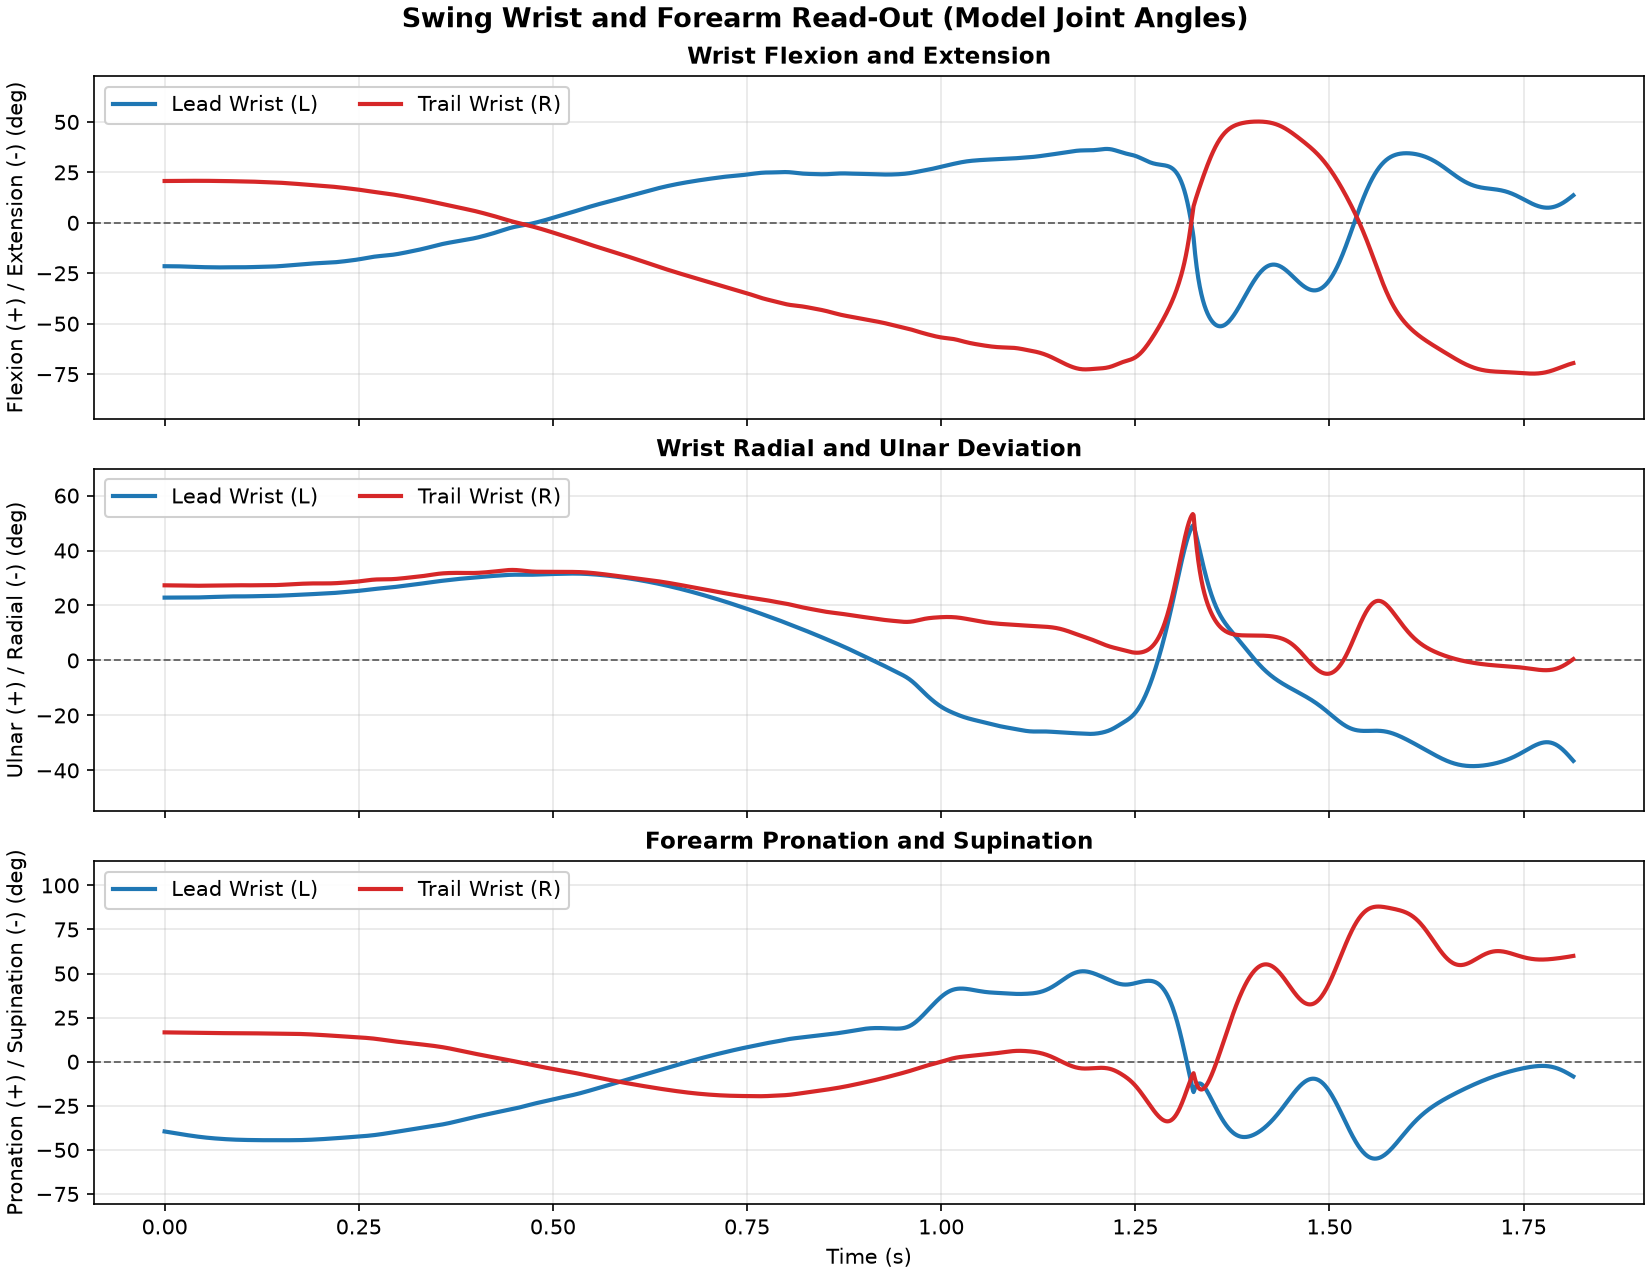 Swing Wrist and Forearm Read-Out (Model Joint Angles)
Wrist Flexion and Extension
Flexion (+) / Extension (-) (deg)
Lead Wrist (L) Trail Wrist (R)
50
25
0
−25
−50
−75
Wrist Radial and Ulnar Deviation
Ulnar (+) / Radial (-) (deg)
Lead Wrist (L) Trail Wrist (R)
60
40
20
0
−20
−40
Forearm Pronation and Supination
Pronation (+) / Supination (-) (deg)
Lead Wrist (L) Trail Wrist (R)
100
75
50
25
0
−25
−50
−75
0.00 0.25 0.50 0.75 1.00 1.25 1.50 1.75
Time (s)